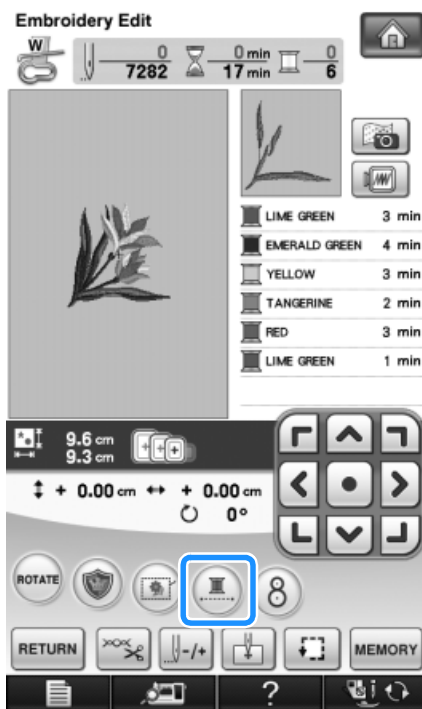 Embroidery Edit
W
0
7282
0 min
17 min
0
6
LIME GREEN 3 min
EMERALD GREEN 4 min
YELLOW 3 min
TANGERINE 2 min
RED 3 min
LIME GREEN 1 min
9.6 cm
9.3 cm
+ 0.00 cm + 0.00 cm
0°
ROTATE
8
RETURN
-/+
MEMORY
?